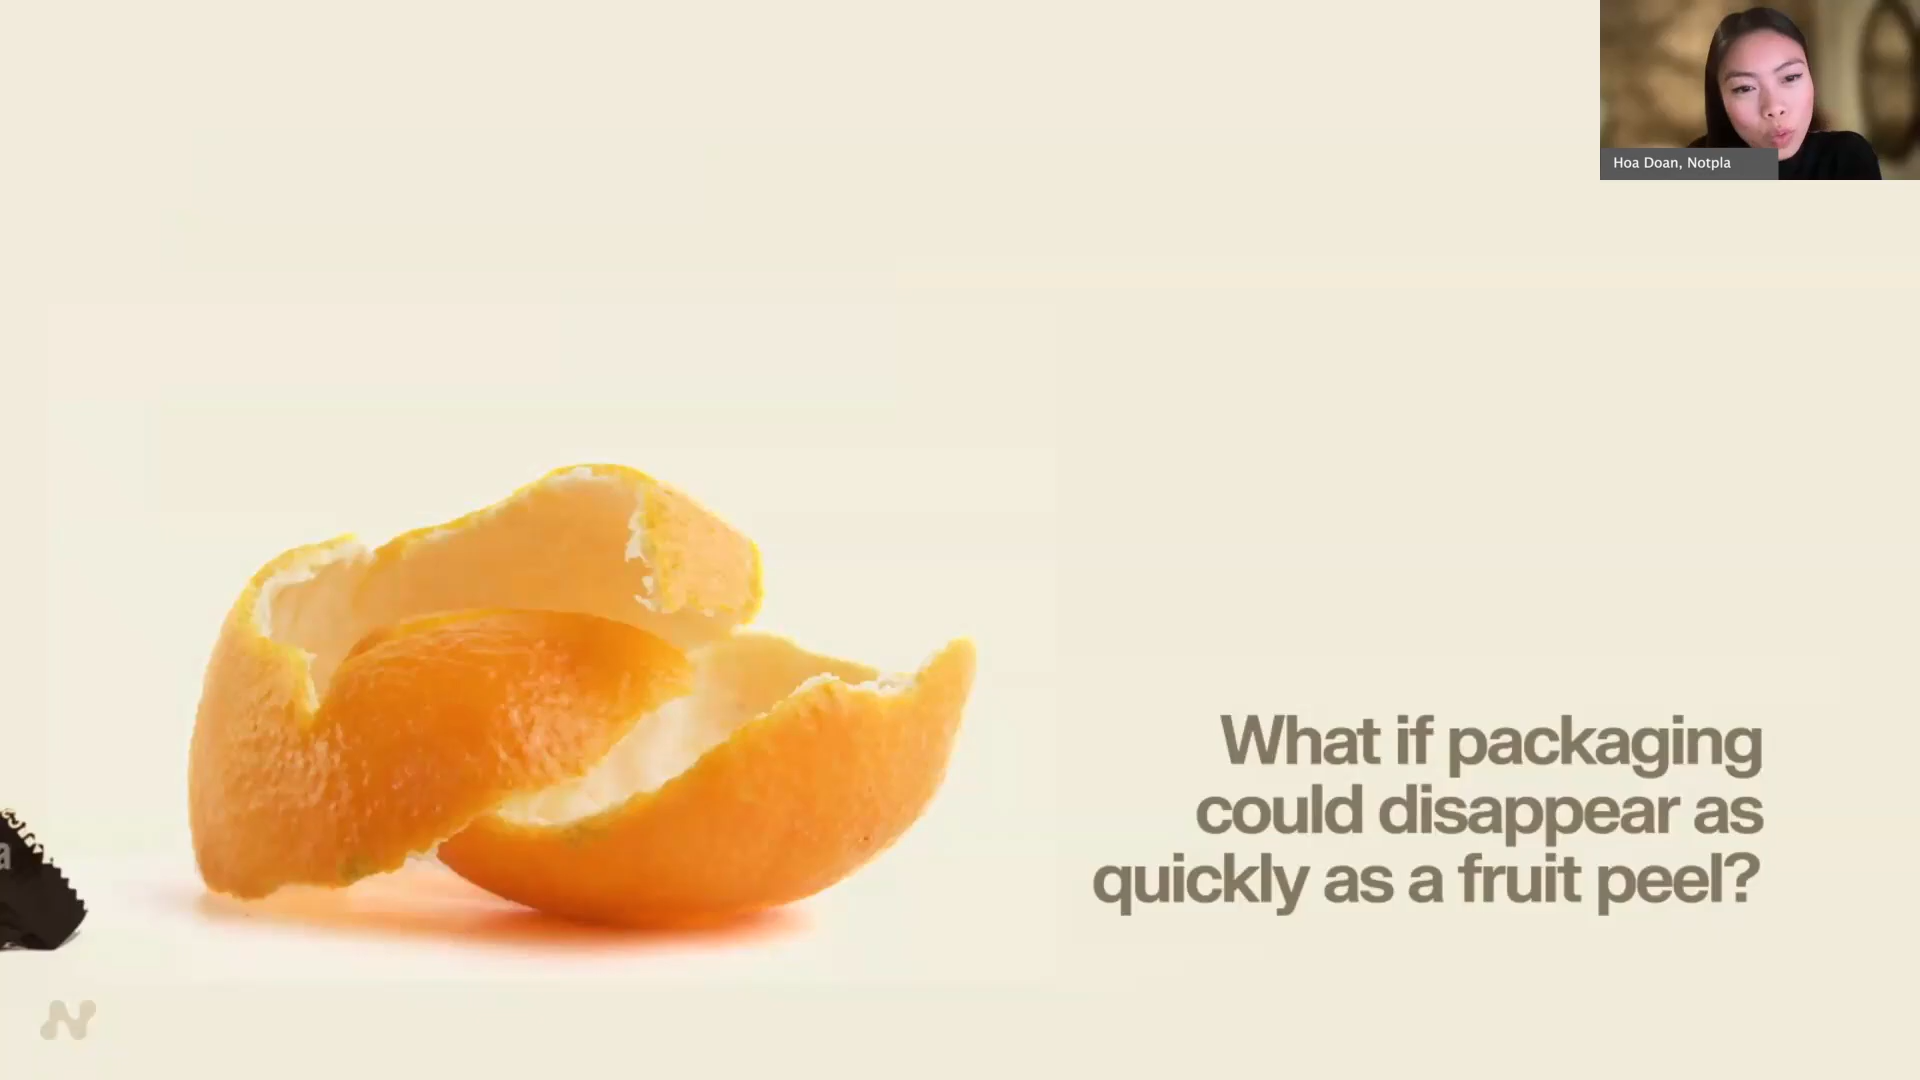 Hoa Doan, Notpla
What if packaging
could disappear as
quickly as a fruit peel?
a